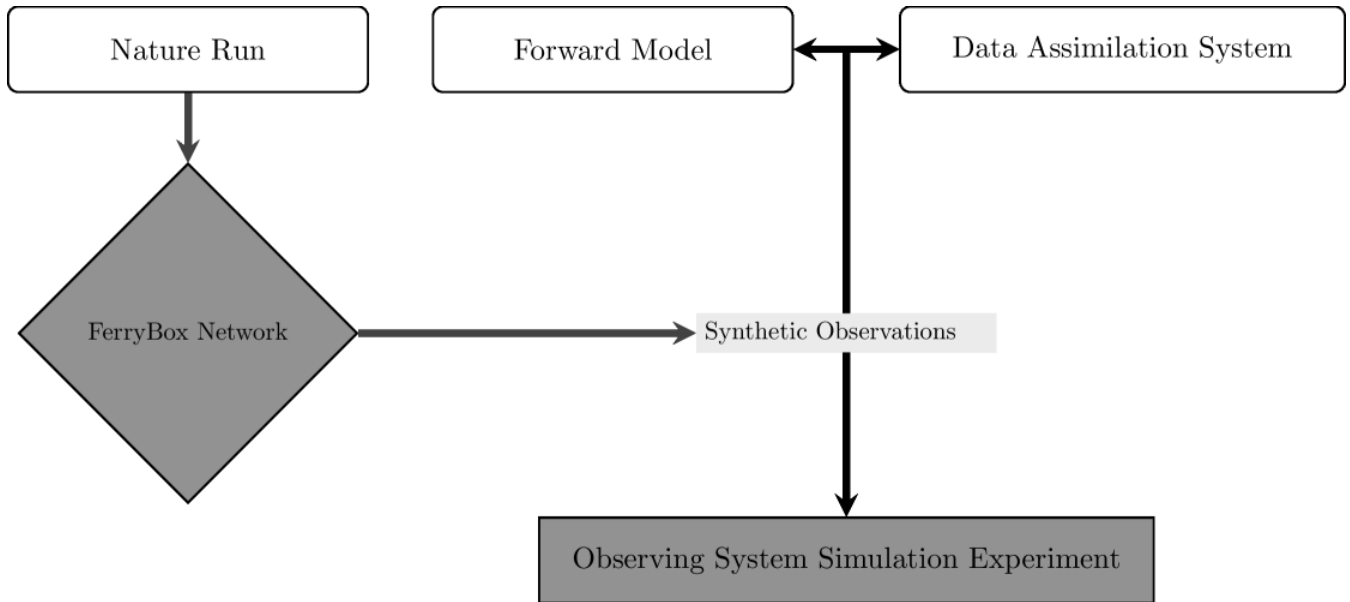 Nature Run
Forward Model
Data Assimilation System
FerryBox Network
Synthetic Observations
Observing System Simulation Experiment